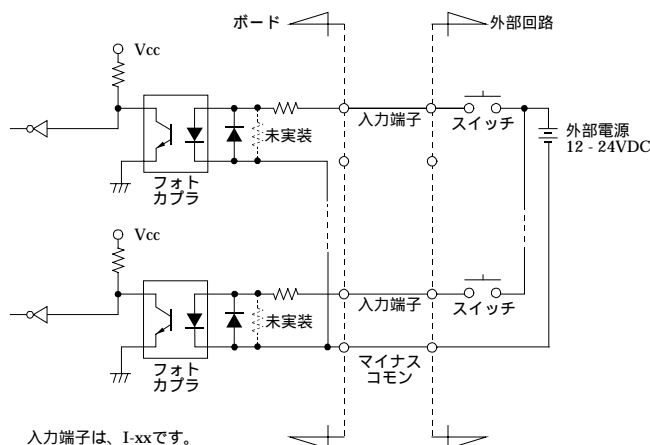 ボード
外部回路
Vcc
未実装
入力端子
スイッチ
外部電源
12 - 24VDC
フォト
カプラ
Vcc
未実装
入力端子
スイッチ
フォト
カプラ
マイナス
コモン
入力端子は、I-xxです。